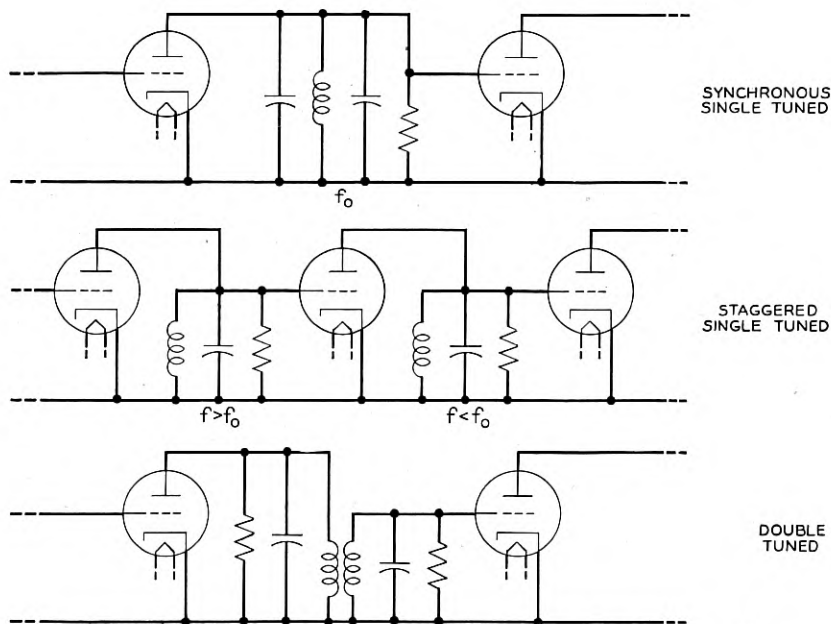 SYNCHRONOUS
SINGLE TUNED
f₀
STAGGERED
SINGLE TUNED
f>f₀
f<f₀
DOUBLE
TUNED